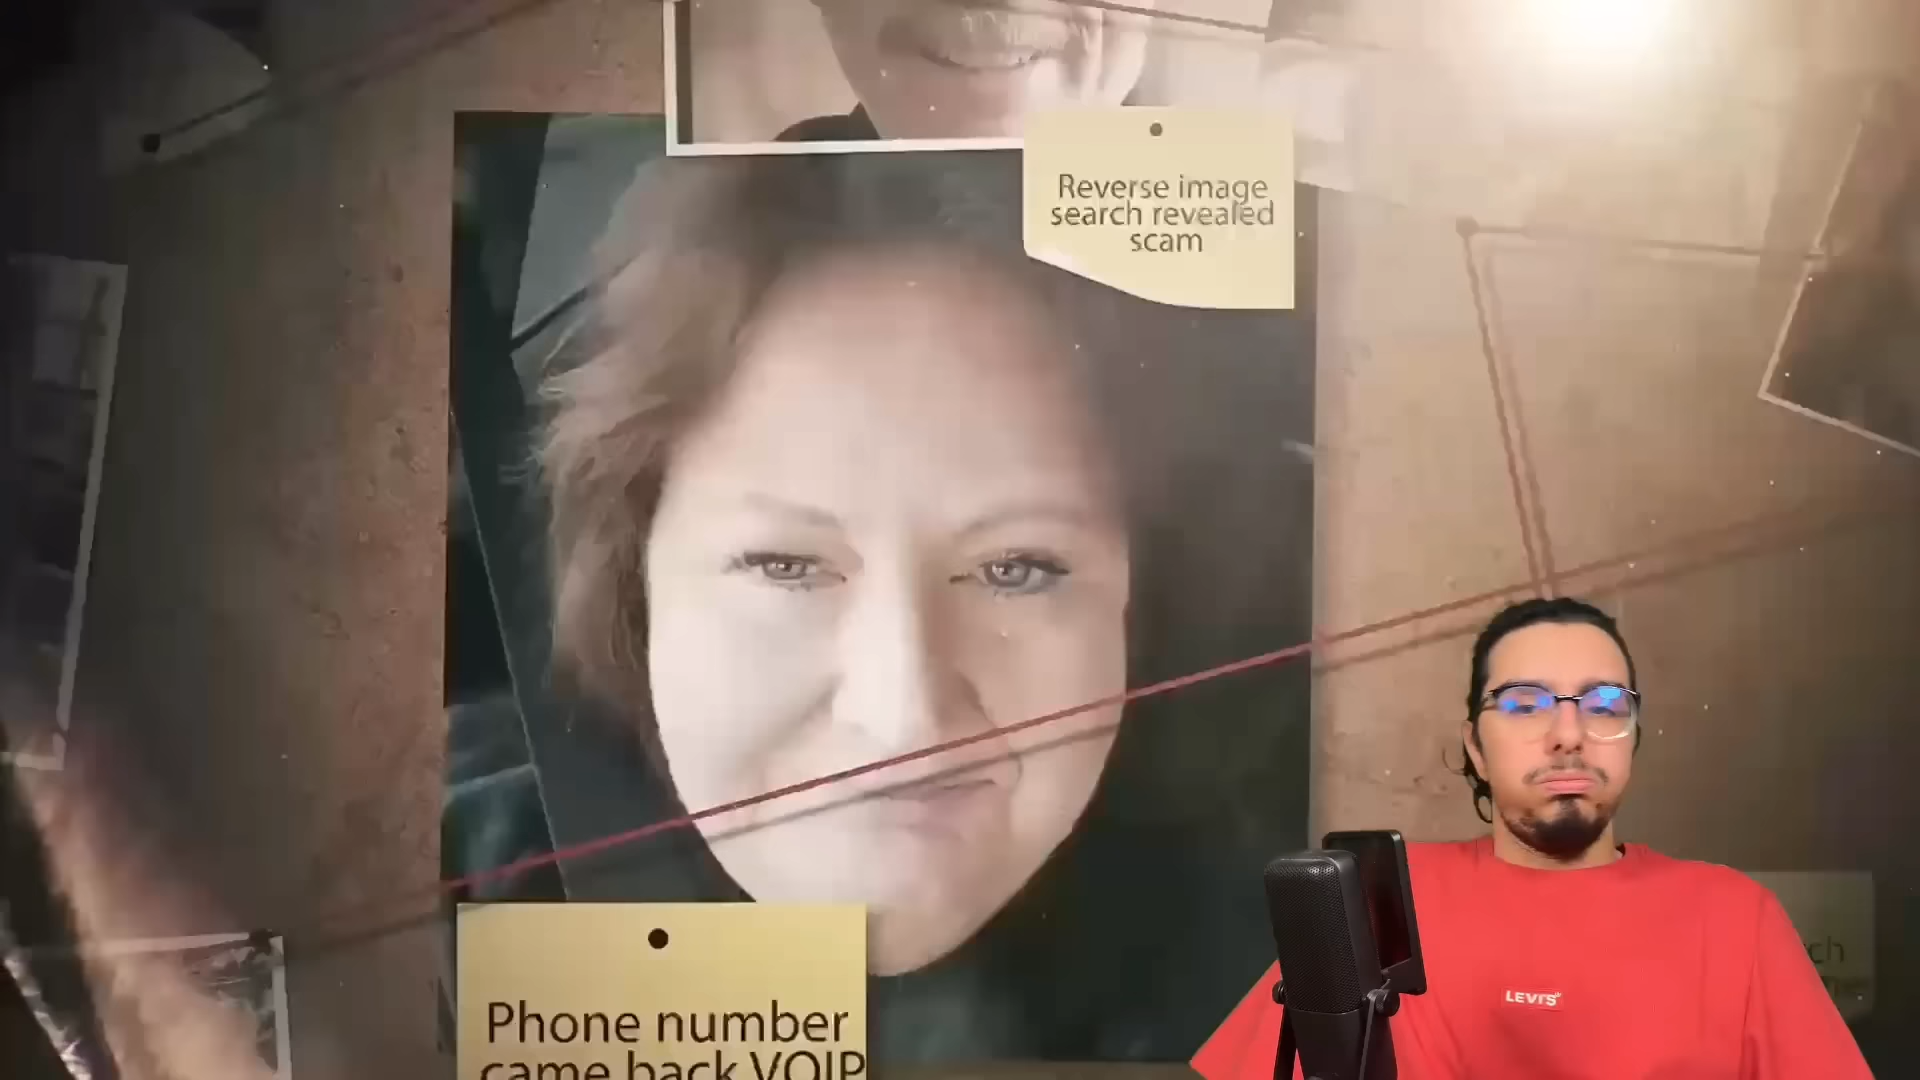 Reverse image
search revealed
scam
Phone number
came back VOIP
LEVI'S